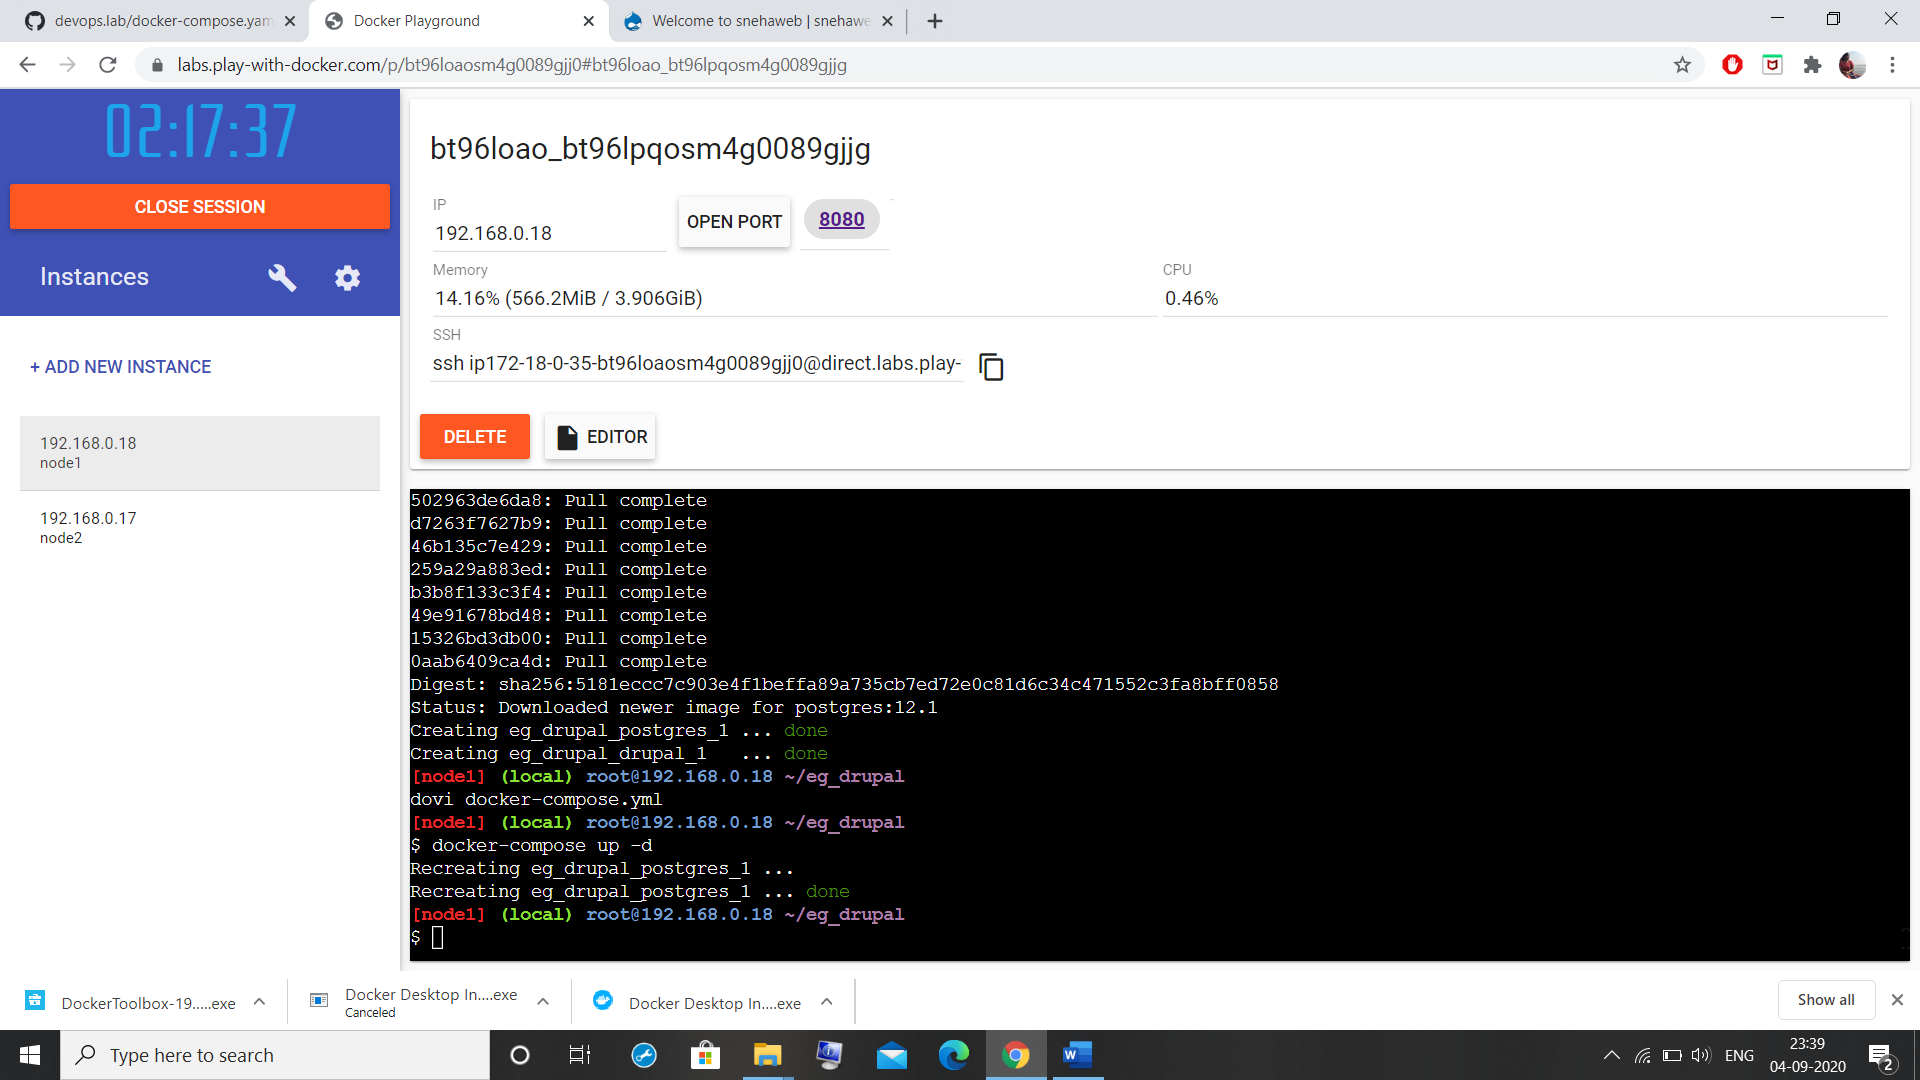 devops.lab/docker-compose.yam
Docker Playground
Welcome to snehaweb | snehawe
labs.play-with-docker.com/p/bt96loaosm4g0089gjj0#bt96loao_bt96lpqosm4g0089gjjg
02:17:37
CLOSE SESSION
Instances
+ ADD NEW INSTANCE
192.168.0.18
node1
192.168.0.17
node2
bt96loao_bt96lpqosm4g0089gjjg
IP
192.168.0.18
OPEN PORT
8080
Memory
14.16% (566.2MiB / 3.906GiB)
CPU
0.46%
SSH
ssh ip172-18-0-35-bt96loaosm4g0089gjj0@direct.labs.play-
DELETE
EDITOR
502963de6da8: Pull complete
d7263f7627b9: Pull complete
46b135c7e429: Pull complete
259a29a883ed: Pull complete
b3b8f133c3f4: Pull complete
49e91678bd48: Pull complete
15326bd3db00: Pull complete
0aab6409ca4d: Pull complete
Digest: sha256:5181eccc7c903e4f1beffa89a735cb7ed72e0c81d6c34c471552c3fa8bff0858
Status: Downloaded newer image for postgres:12.1
Creating eg_drupal_postgres_1 ... done
Creating eg_drupal_drupal_1   ... done
[node1] (local) root@192.168.0.18 ~/eg_drupal
dovi docker-compose.yml
[node1] (local) root@192.168.0.18 ~/eg_drupal
$ docker-compose up -d
Recreating eg_drupal_postgres_1 ...
Recreating eg_drupal_postgres_1 ... done
[node1] (local) root@192.168.0.18 ~/eg_drupal
$
DockerToolbox-19.....exe
Docker Desktop In....exe
Canceled
Docker Desktop In....exe
Show all
Type here to search
W
ENG
23:39
04-09-2020
2